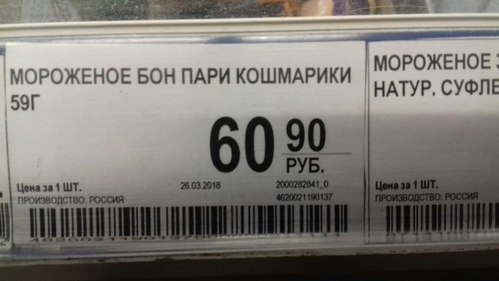 МОРОЖЕНОЕ БОН ПАРИ КОШМАРИКИ
59Г
60 90
РУБ.
Цена за 1 ШТ. 26.03.2018 2000282841_0
ПРОИЗВОДСТВО: РОССИЯ 4620021190137
МОРОЖЕНОЕ
НАТУР. СУФЛЕ
Цена за 1 ШТ.
ПРОИЗВОДСТВО: РОССИЯ